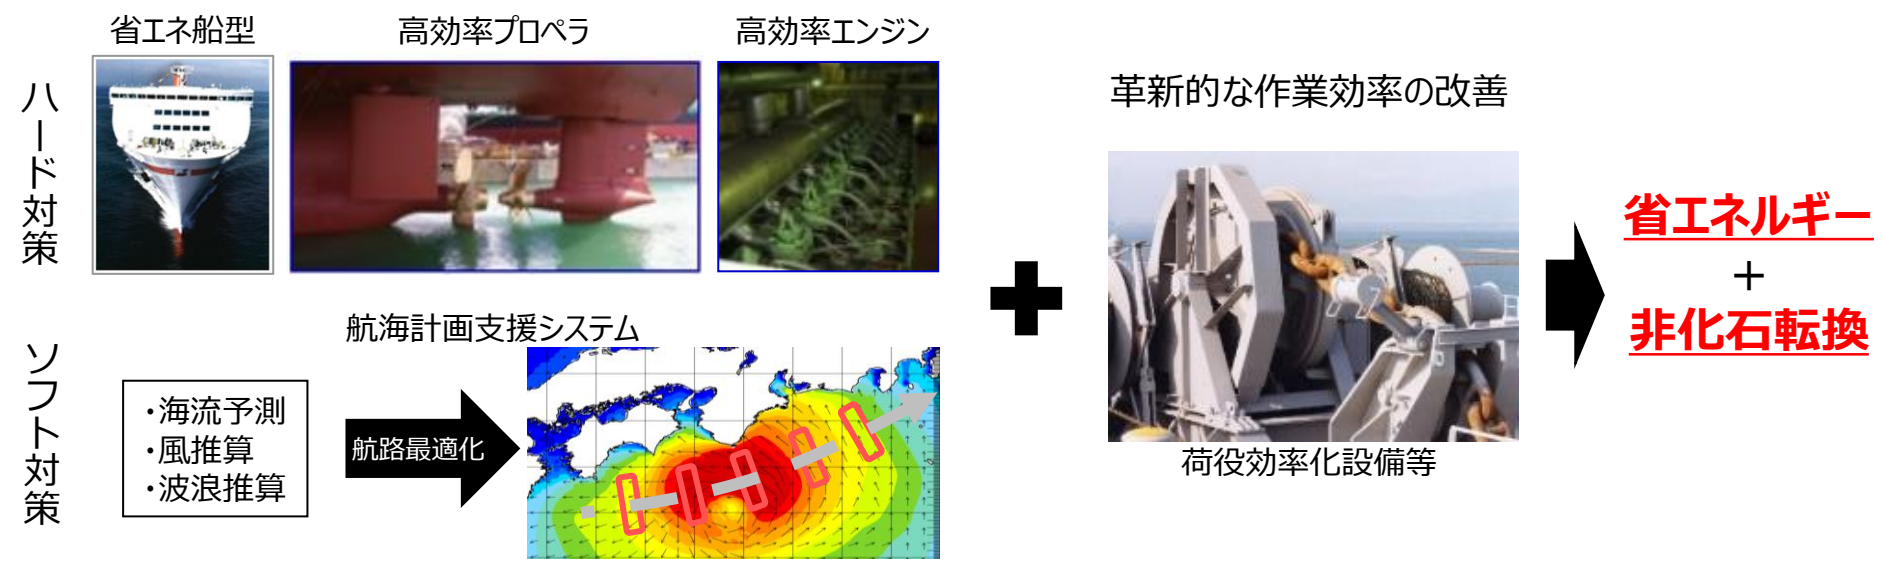 省エネ船型
高効率プロペラ
高効率エンジン
ハード対策
革新的な作業効率の改善
荷役効率化設備等
省エネルギー
+
非化石転換
ソフト対策
航海計画支援システム
・海流予測
・風推算
・波浪推算
航路最適化